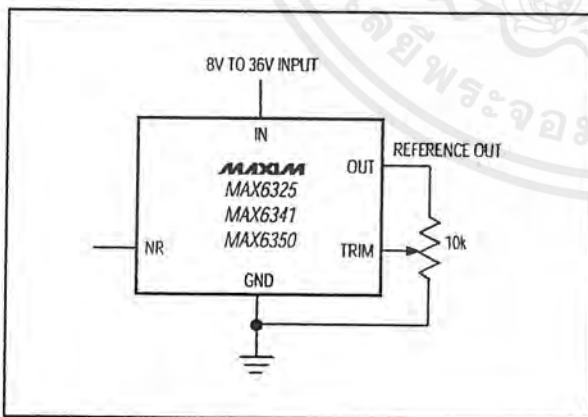 8V TO 36V INPUT
IN
MAXIM
MAX6325
MAX6341
MAX6350
OUT
REFERENCE OUT
NR
TRIM
10k
GND